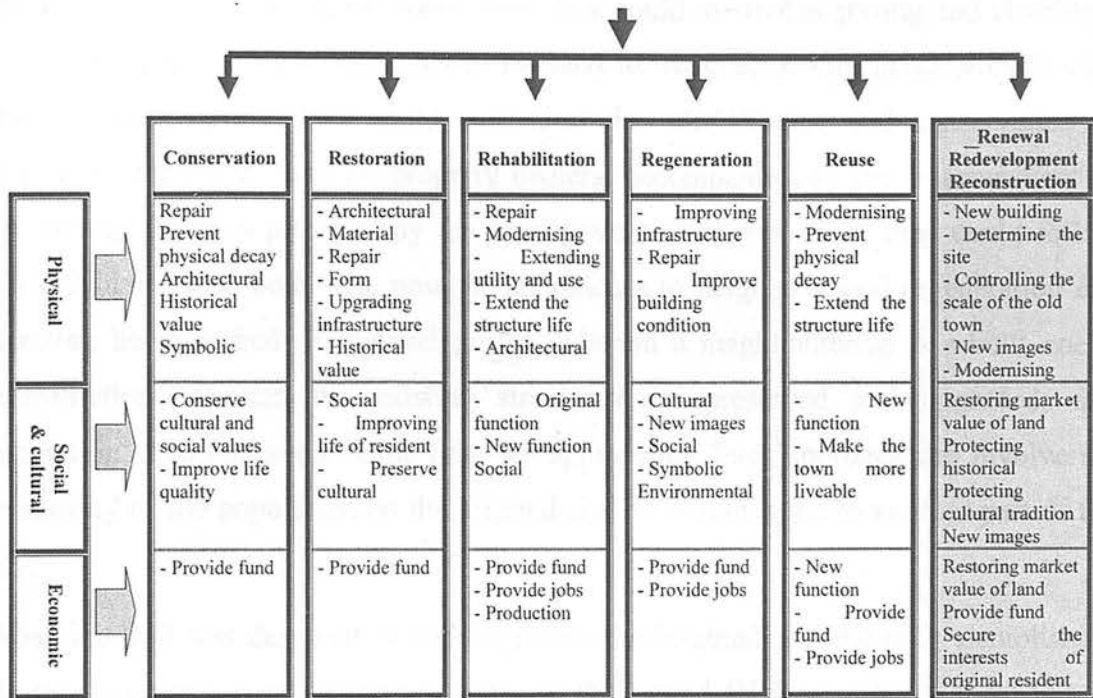 Conservation
Restoration
Rehabilitation
Regeneration
Reuse
Renewal
Redevelopment
Reconstruction
Physical
Repair
Prevent
physical decay
Architectural
Historical
value
Symbolic
- Architectural
- Material
- Repair
- Form
- Upgrading
infrastructure
- Historical
value
- Repair
- Modernising
- Extending
utility and use
- Extend the
structure life
- Architectural
- Improving
infrastructure
- Repair
- Improve
building
condition
- Modernising
- Prevent
physical
decay
- Extend the
structure life
- New building
- Determine the
site
- Controlling the
scale of the old
town
- New images
- Modernising
Social
& cultural
- Conserve
cultural and
social values
- Improve life
quality
- Social
- Improving
life of resident
- Preserve
cultural
- Original
function
- New function
Social
- Cultural
- New images
- Social
- Symbolic
Environmental
- New
function
- Make the
town more
liveable
Restoring market
value of land
Protecting
historical
Protecting
cultural tradition
New images
Economic
- Provide fund
- Provide fund
- Provide fund
- Provide jobs
- Production
- Provide fund
- Provide jobs
- New
function
- Provide
fund
- Provide jobs
Restoring market
value of land
Provide fund
Secure the
interests of
original resident